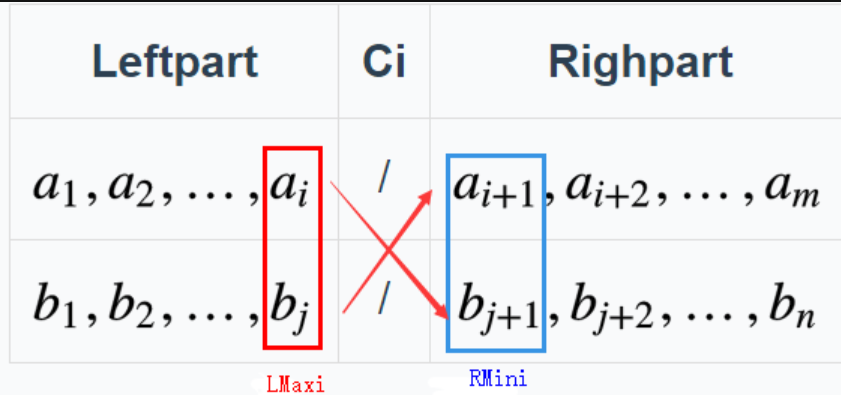 Leftpart Ci Righpart
a₁, a₂, ..., aᵢ / aᵢ₊₁, aᵢ₊₂, ..., aₘ
b₁, b₂, ..., bⱼ / bⱼ₊₁, bⱼ₊₂, ..., bₙ
LMaxi RMini